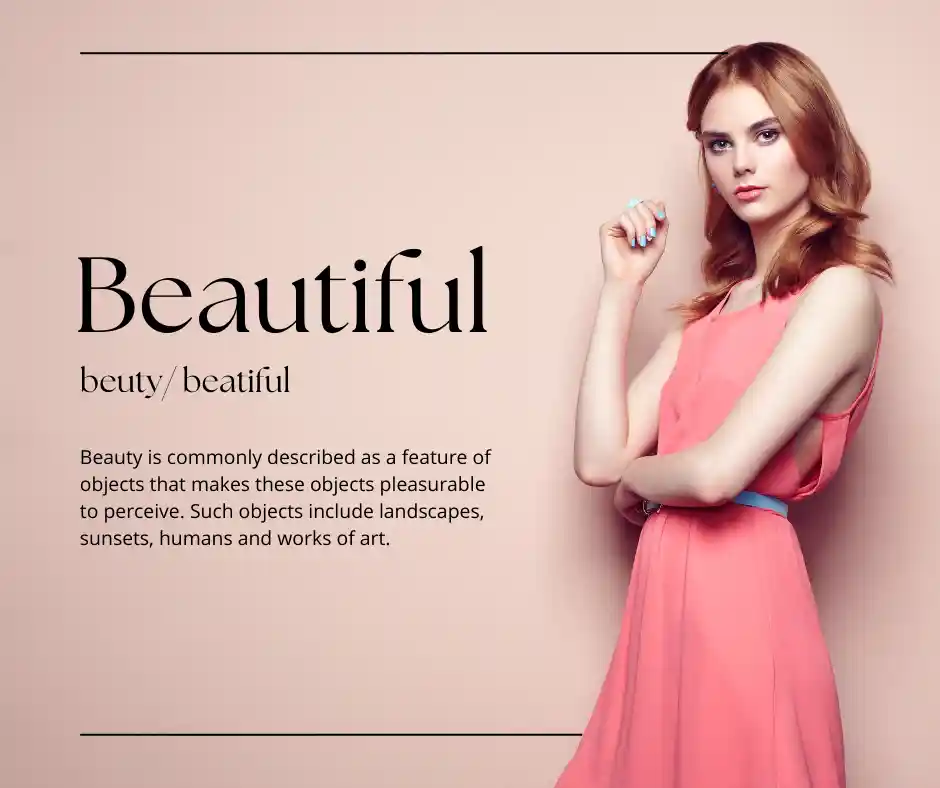 Beautiful
beuty/ beatiful
Beauty is commonly described as a feature of
objects that makes these objects pleasurable
to perceive. Such objects include landscapes,
sunsets, humans and works of art.